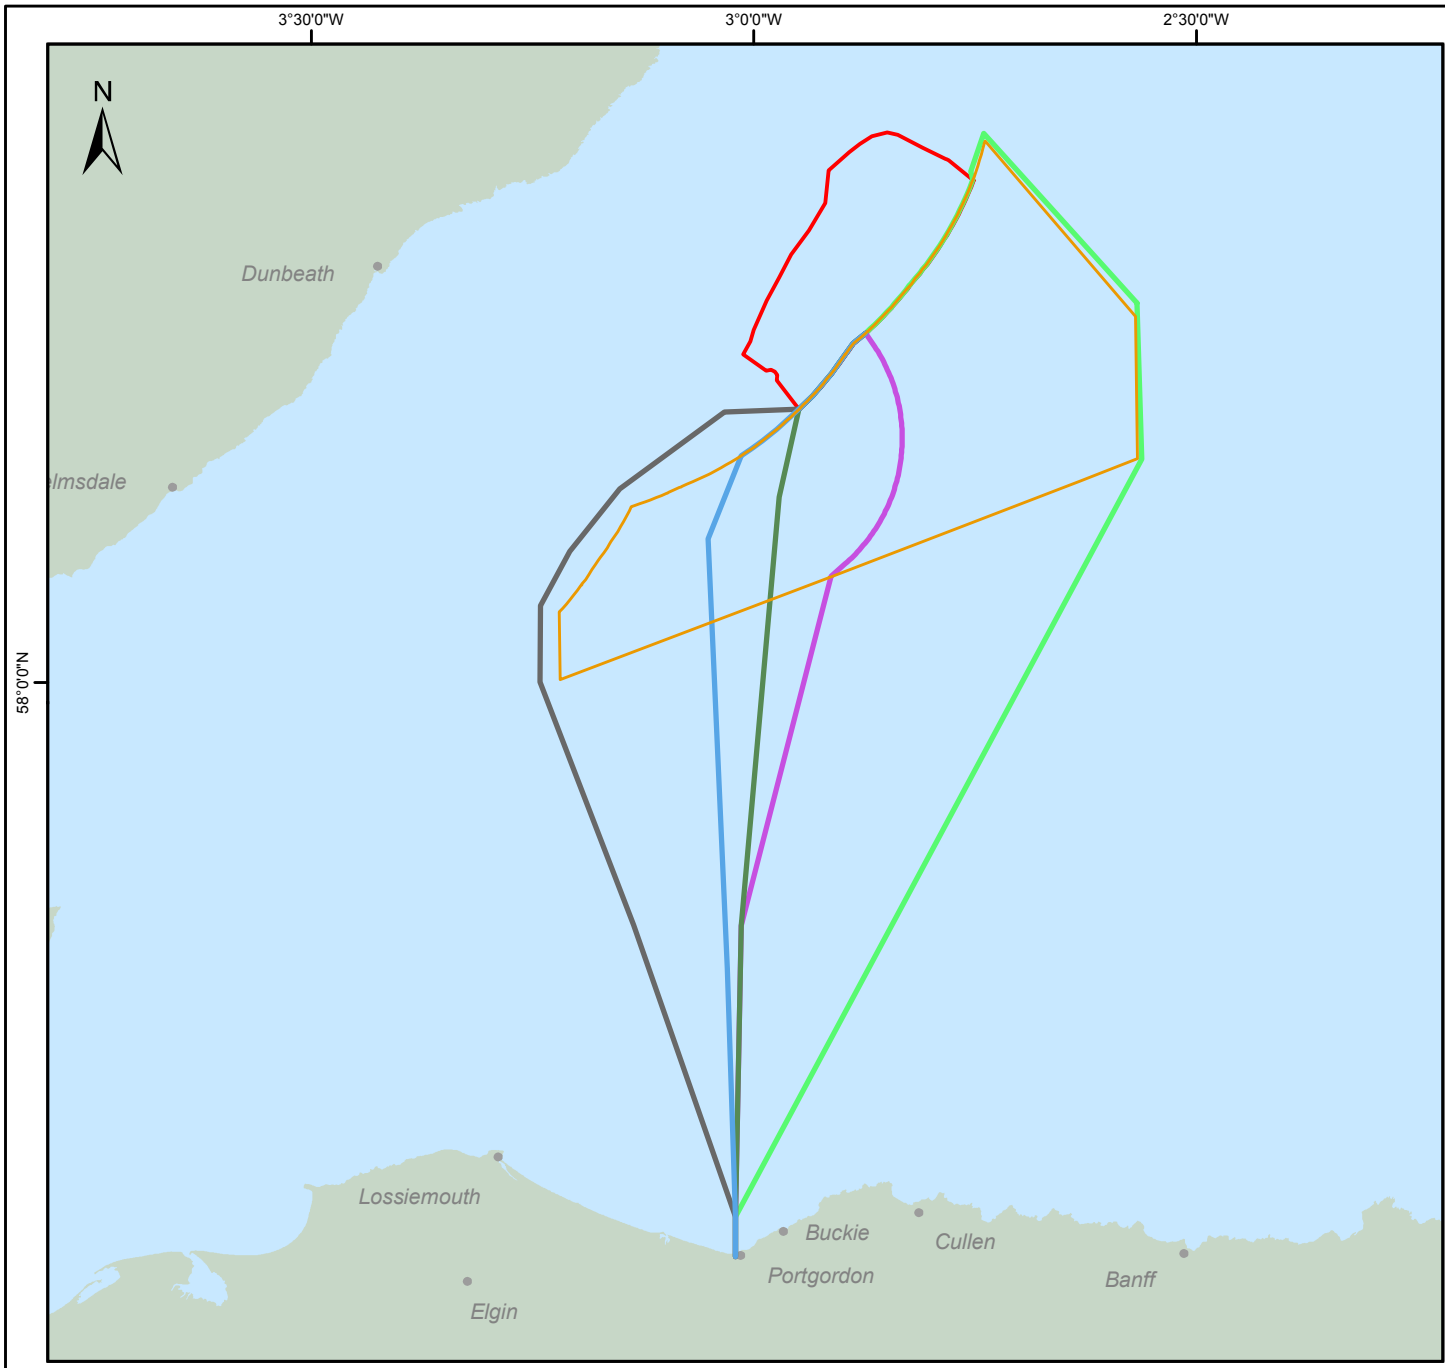 3°30'0"W
3°0'0"W
2°30'0"W
N
Dunbeath
elmsdale
58°0'0"N
Lossiemouth
Buckie
Cullen
Portgordon
Banff
Elgin